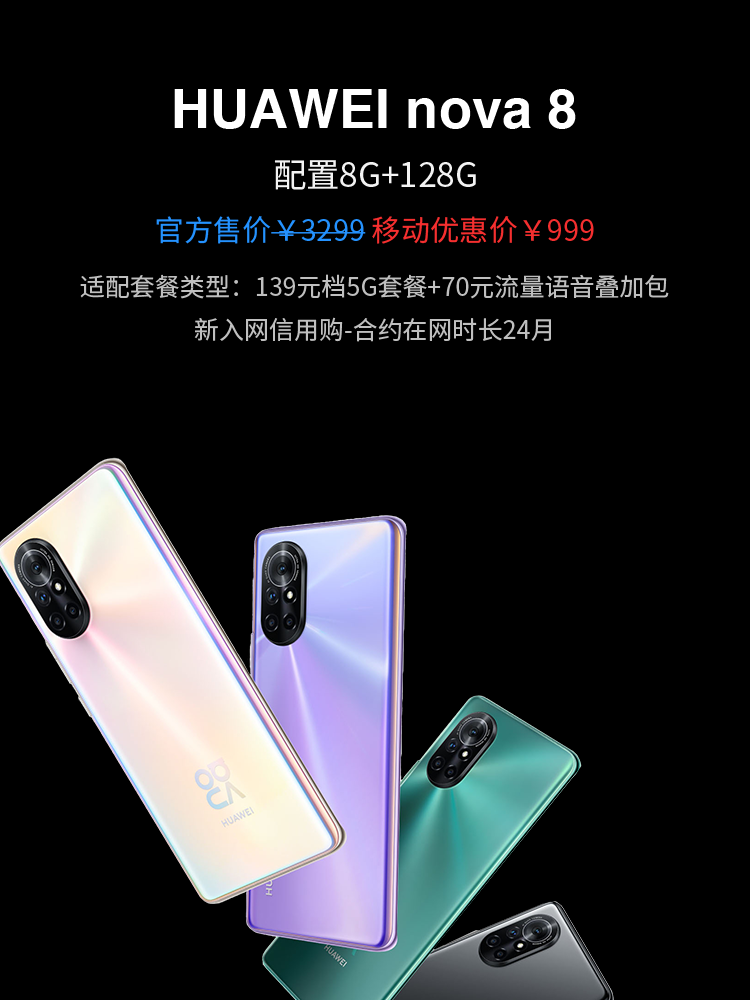 HUAWEI nova 8
配置8G+128G
官方售价￥3299 移动优惠价￥999
适配套餐类型：139元档5G套餐+70元流量语音叠加包
新入网信用购-合约在网时长24月
HUAWEI
HU
HUAWEI